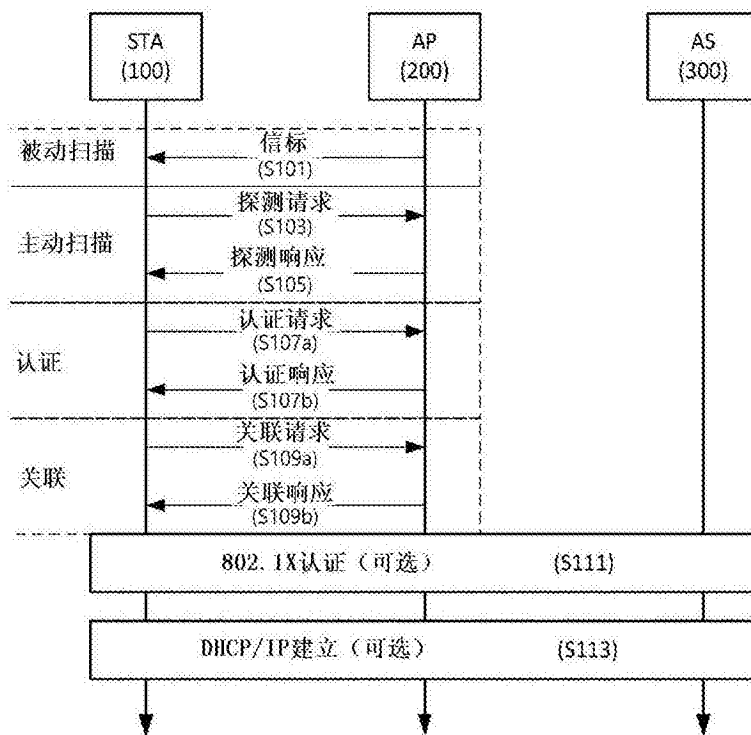 STA
(100)
AP
(200)
AS
(300)
被动扫描
信标
(S101)
主动扫描
探测请求
(S103)
探测响应
(S105)
认证
认证请求
(S107a)
认证响应
(S107b)
关联
关联请求
(S109a)
关联响应
(S109b)
802.1X认证（可选） (S111)
DHCP/IP建立（可选） (S113)